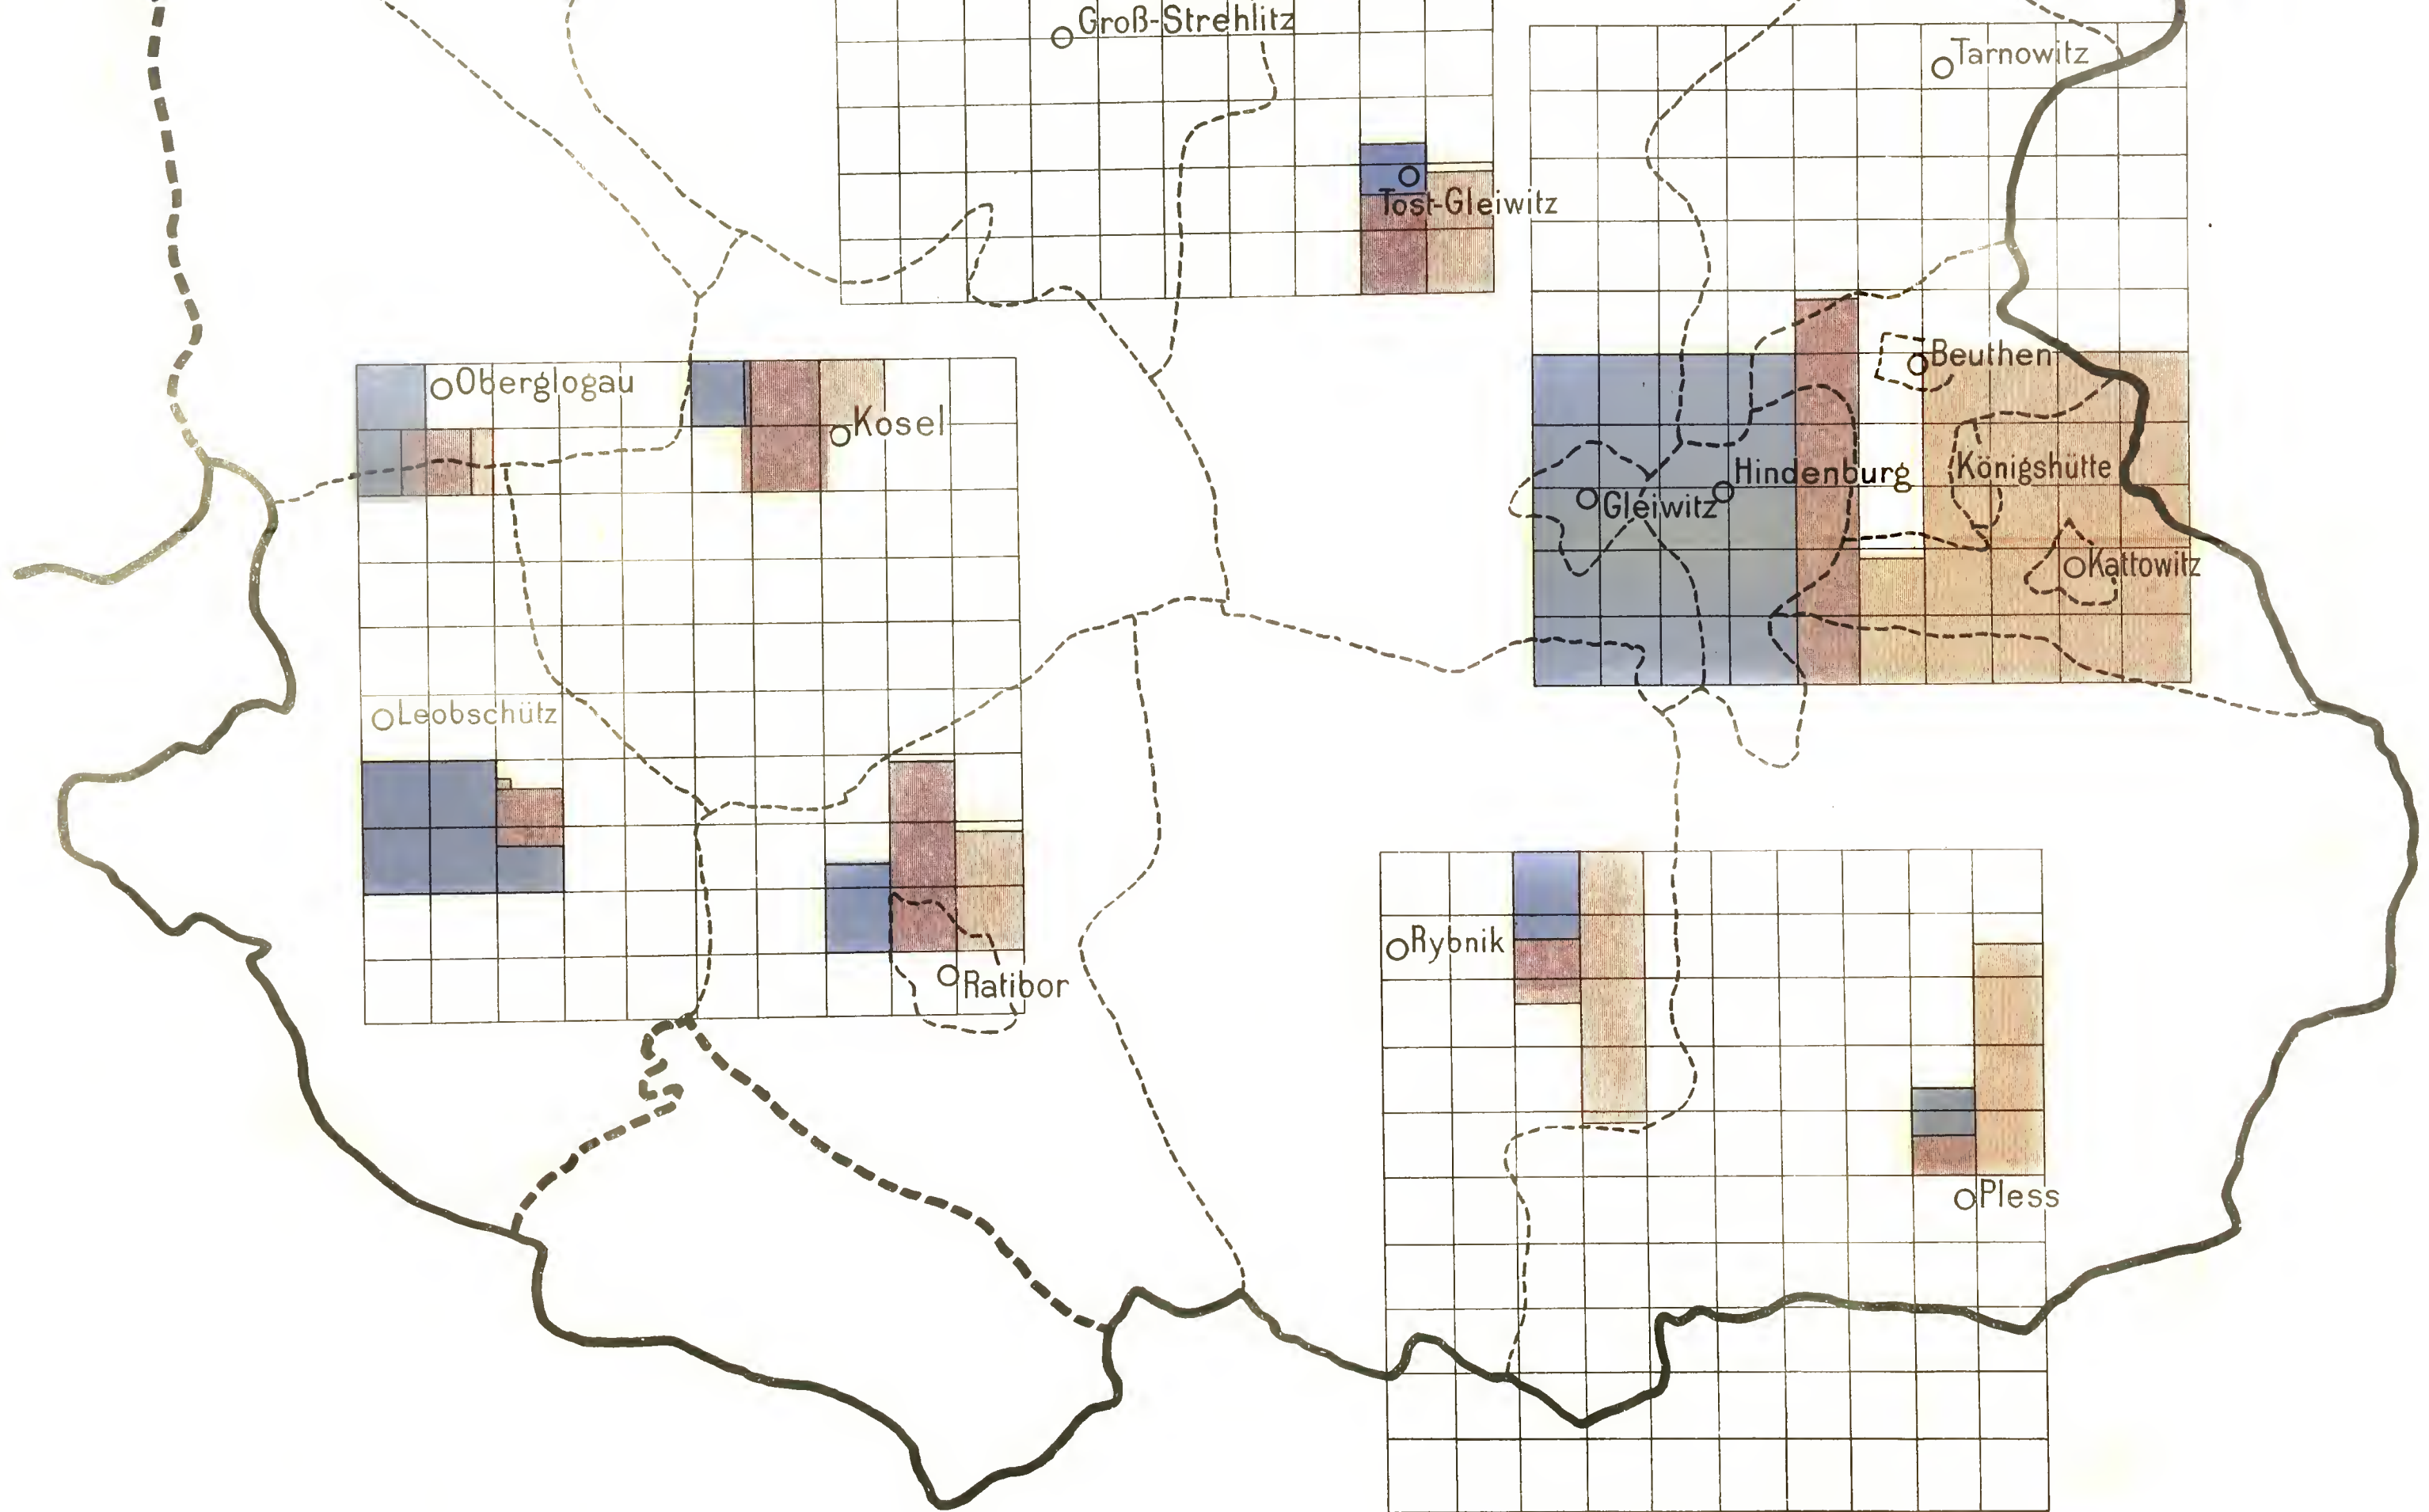 Groß-Strehlitz
Tarnowitz
Tost-Gleiwitz
Beuthen
Oberglogau
Kosel
Hindenburg
Königshütte
Gleiwitz
Kattowitz
Leobschütz
Rybnik
Ratibor
Pless